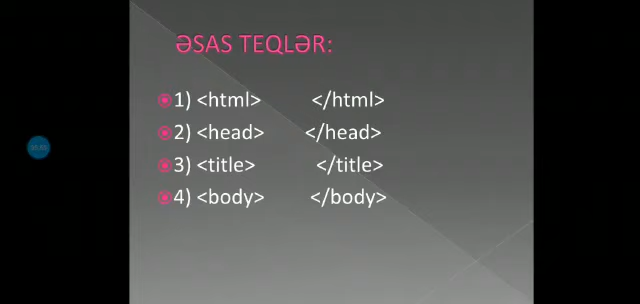 ƏSAS TEQLƏR:
1) <html> </html>
2) <head> </head>
3) <title> </title>
4) <body> </body>